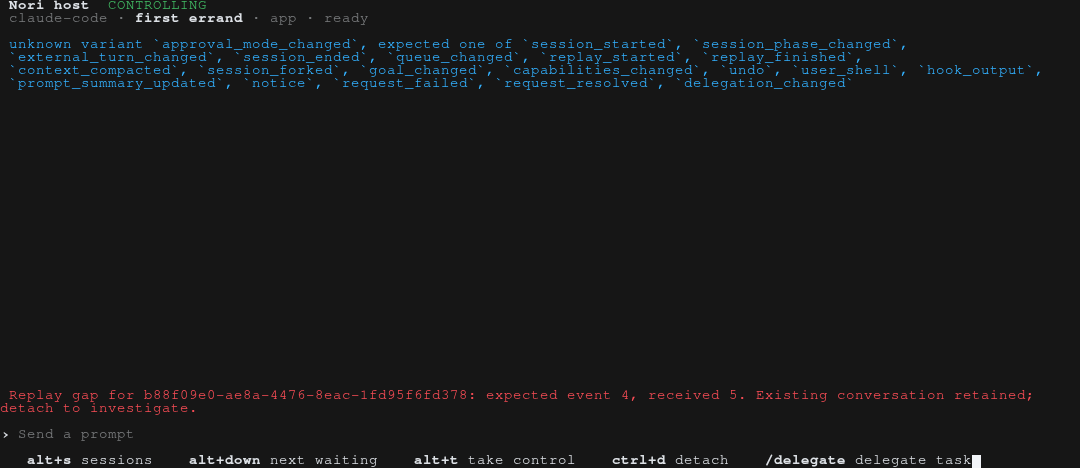 Nori host  CONTROLLING
claude-code · first errand · app · ready
unknown variant `approval_mode_changed`, expected one of `session_started`, `session_phase_changed`,
`external_turn_changed`, `session_ended`, `queue_changed`, `replay_started`, `replay_finished`,
`context_compacted`, `session_forked`, `goal_changed`, `capabilities_changed`, `undo`, `user_shell`, `hook_output`,
`prompt_summary_updated`, `notice`, `request_failed`, `request_resolved`, `delegation_changed`
Replay gap for b88f09e0-ae8a-4476-8eac-1fd95f6fd378: expected event 4, received 5. Existing conversation retained;
detach to investigate.
› Send a prompt
alt+s sessions    alt+down next waiting    alt+t take control    ctrl+d detach    /delegate delegate task